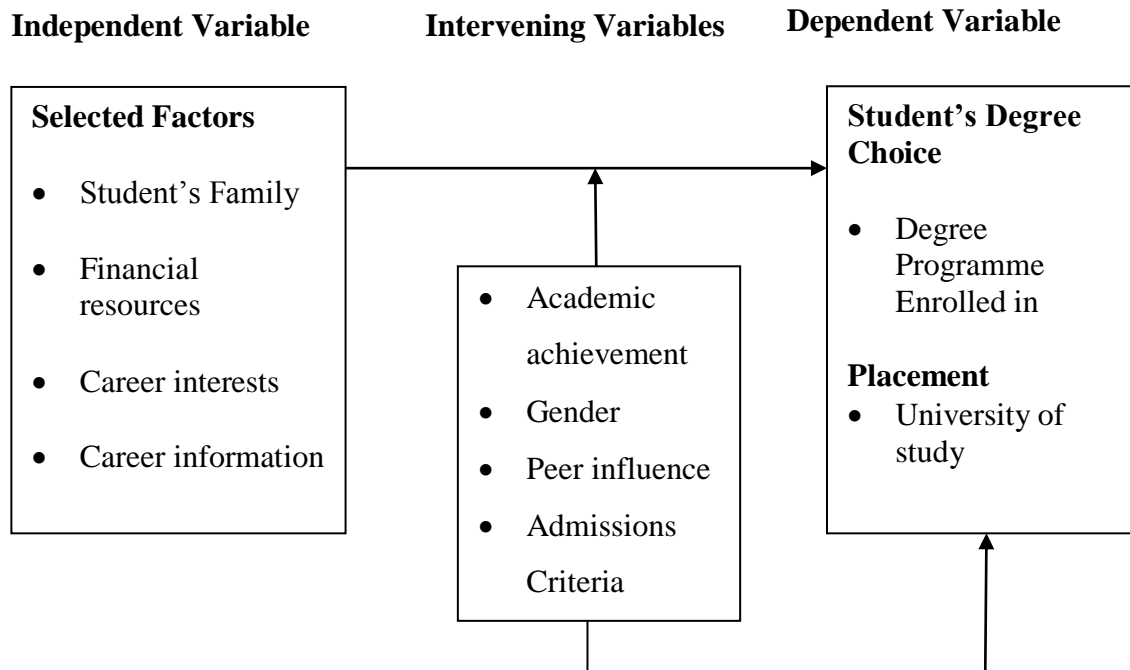 Independent Variable
Intervening Variables
Dependent Variable
Selected Factors
• Student’s Family
• Financial
resources
• Career interests
• Career information
• Academic
achievement
• Gender
• Peer influence
• Admissions
Criteria
Student’s Degree
Choice
• Degree
Programme
Enrolled in
Placement
• University of
study